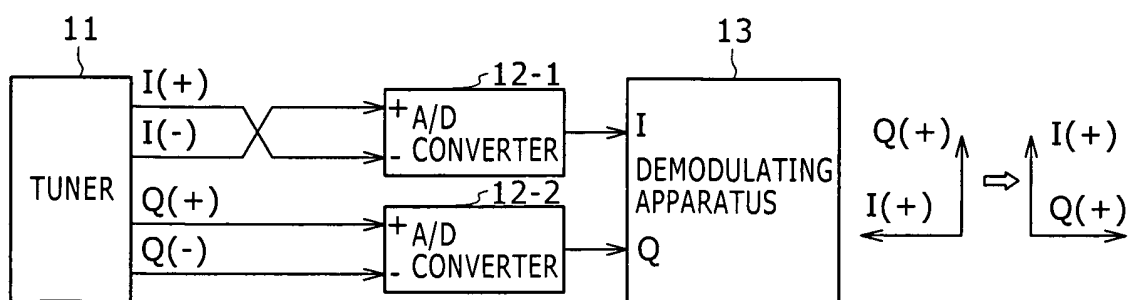 11
TUNER
I(+)
I(-)
Q(+)
Q(-)
12-1
+ A/D
- CONVERTER
12-2
+ A/D
- CONVERTER
13
I
DEMODULATING
APPARATUS
Q
Q(+)
I(+)
I(+)
Q(+)